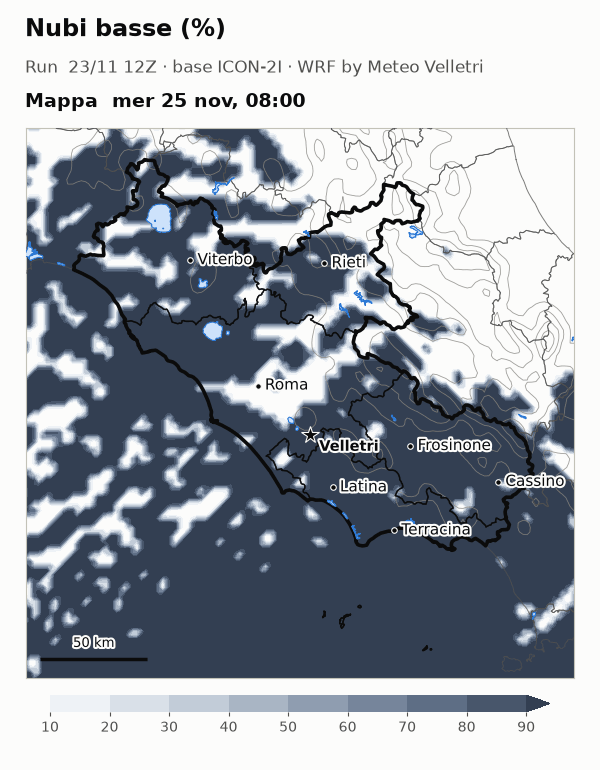 Nubi basse (%)
Run  23/11 12Z · base ICON-2I · WRF by Meteo Velletri
Mappa  mer 25 nov, 08:00
Viterbo
Rieti
Roma
Velletri
Frosinone
Cassino
Latina
Terracina
50 km
10 20 30 40 50 60 70 80 90